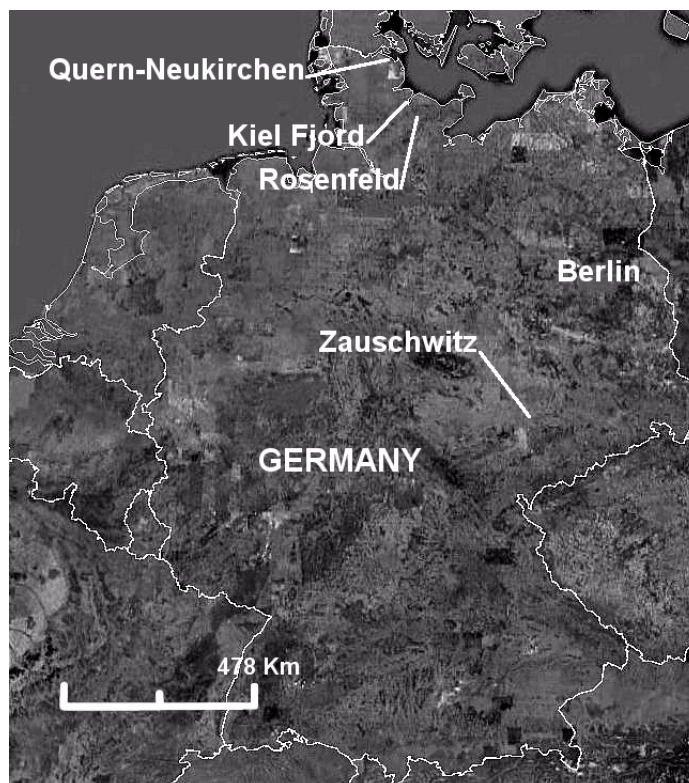 Quern-Neukirchen
Kiel Fjord
Rosenfeld
Berlin
Zauschwitz
GERMANY
478 Km